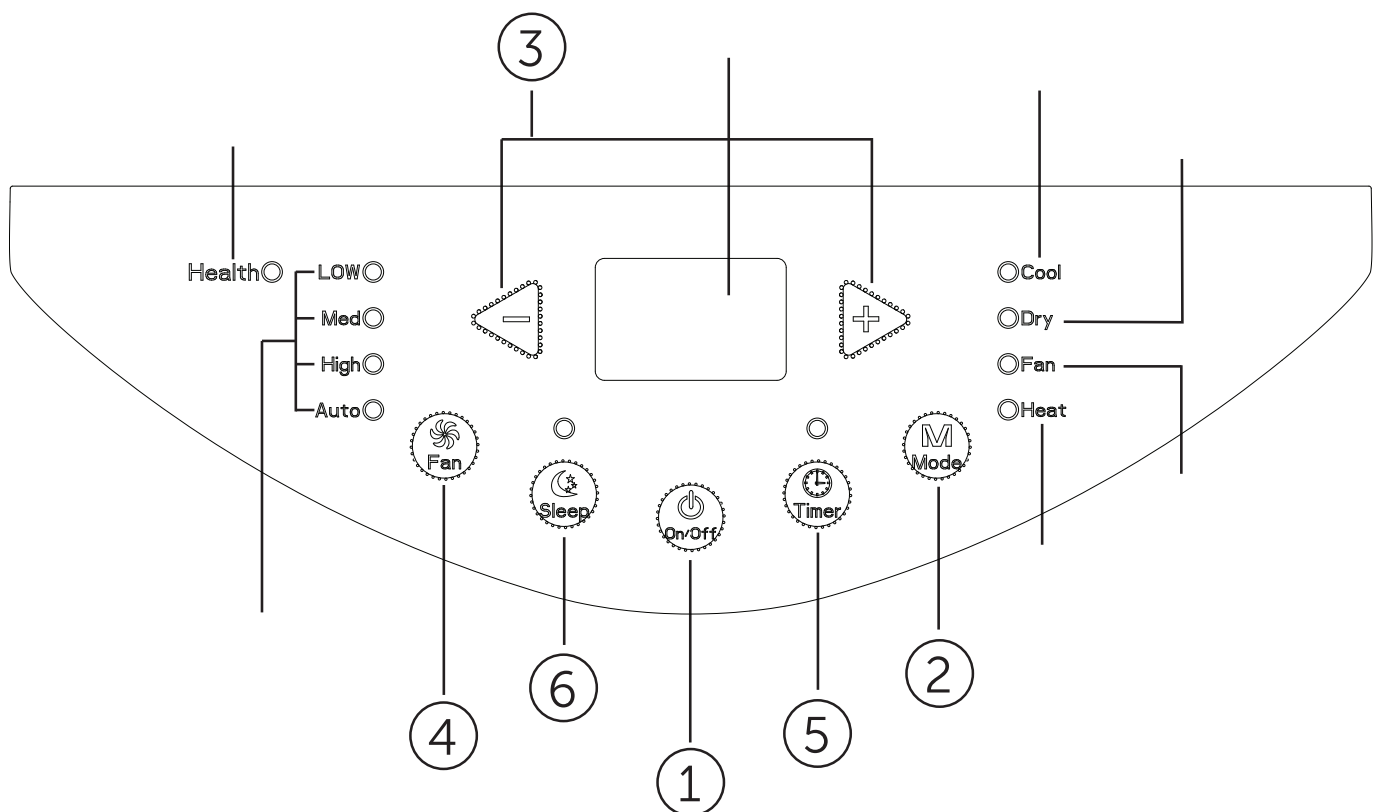 3
Health
LOW
Med
High
Auto
−
+
Cool
Dry
Fan
Heat
Fan
Sleep
On/Off
Timer
M
Mode
4
6
1
5
2